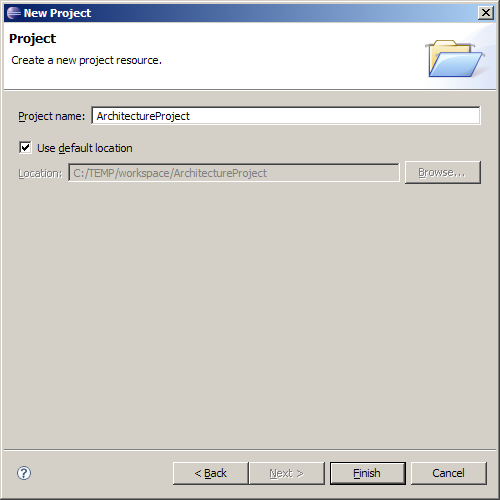 New Project
Project
Create a new project resource.
Project name: ArchitectureProject
Use default location
Location: C:/TEMP/workspace/ArchitectureProject Browse...
? < Back Next > Finish Cancel